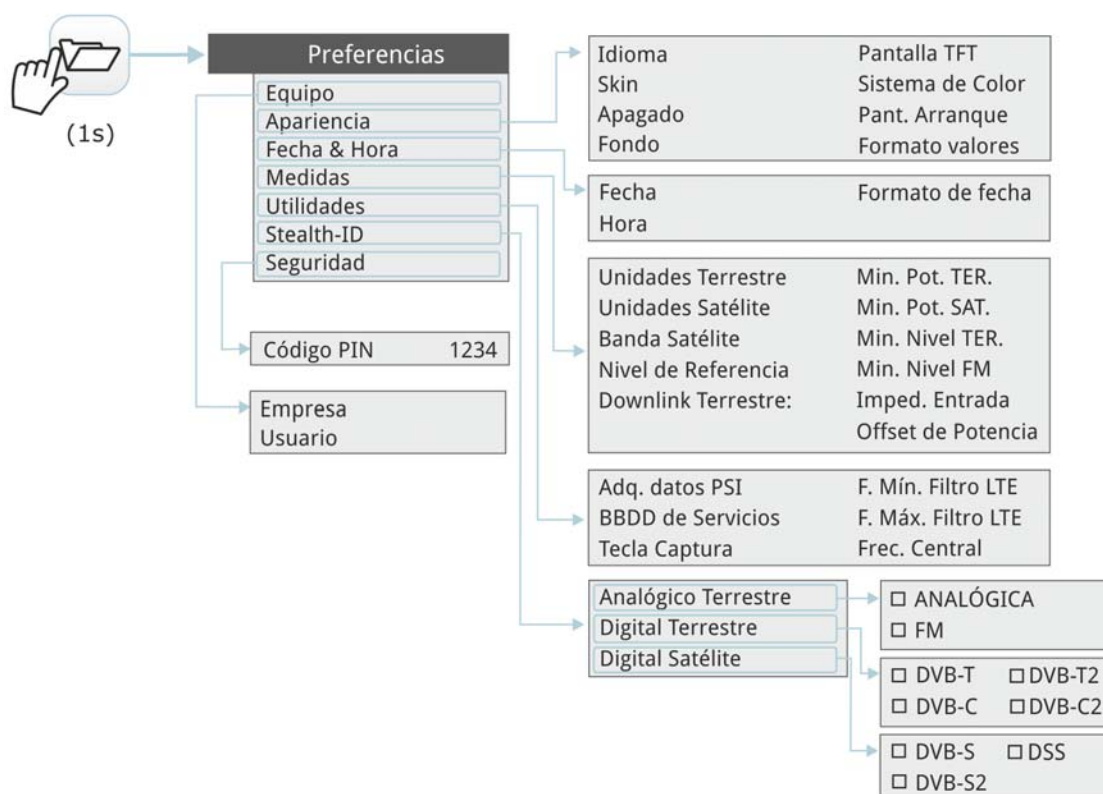 (1s)
Preferencias
Equipo
Apariencia
Fecha & Hora
Medidas
Utilidades
Stealth-ID
Seguridad
Código PIN 1234
Empresa
Usuario
Idioma Pantalla TFT
Skin Sistema de Color
Apagado Pant. Arranque
Fondo Formato valores
Fecha Formato de fecha
Hora
Unidades Terrestre Min. Pot. TER.
Unidades Satélite Min. Pot. SAT.
Banda Satélite Min. Nivel TER.
Nivel de Referencia Min. Nivel FM
Downlink Terrestre: Imped. Entrada
Offset de Potencia
Adq. datos PSI F. Mín. Filtro LTE
BBDD de Servicios F. Máx. Filtro LTE
Tecla Captura Frec. Central
Analógico Terrestre
Digital Terrestre
Digital Satélite
ANALÓGICA
FM
DVB-T DVB-T2
DVB-C DVB-C2
DVB-S DSS
DVB-S2